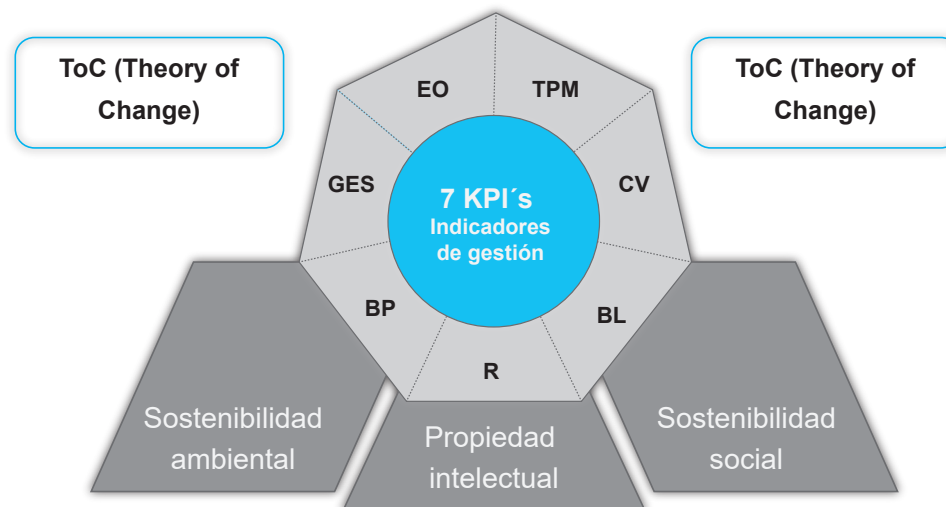 ToC (Theory of
Change)
ToC (Theory of
Change)
EO
TPM
GES
CV
7 KPI´s
Indicadores
de gestión
BP
BL
R
Sostenibilidad
ambiental
Propiedad
intelectual
Sostenibilidad
social